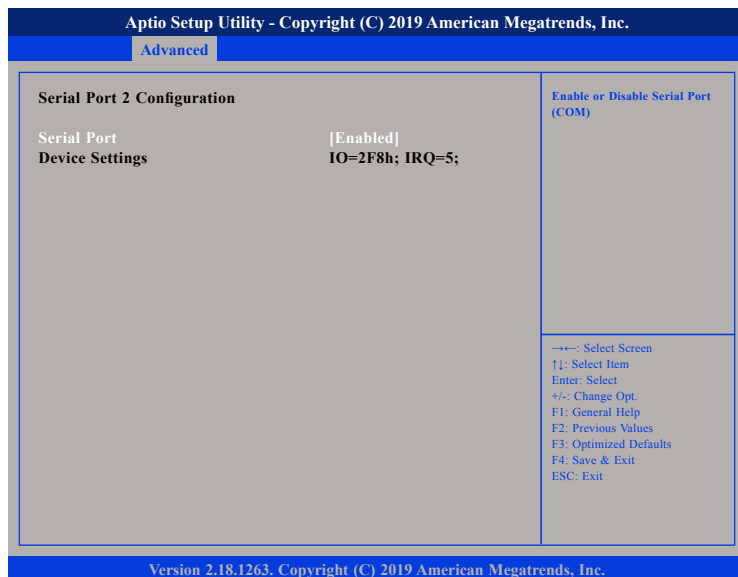 Aptio Setup Utility - Copyright (C) 2019 American Megatrends, Inc.
Advanced
Serial Port 2 Configuration
Serial Port [Enabled]
Device Settings IO=2F8h; IRQ=5;
Enable or Disable Serial Port
(COM)
→←: Select Screen
↑↓: Select Item
Enter: Select
+/-: Change Opt.
F1: General Help
F2: Previous Values
F3: Optimized Defaults
F4: Save & Exit
ESC: Exit
Version 2.18.1263. Copyright (C) 2019 American Megatrends, Inc.